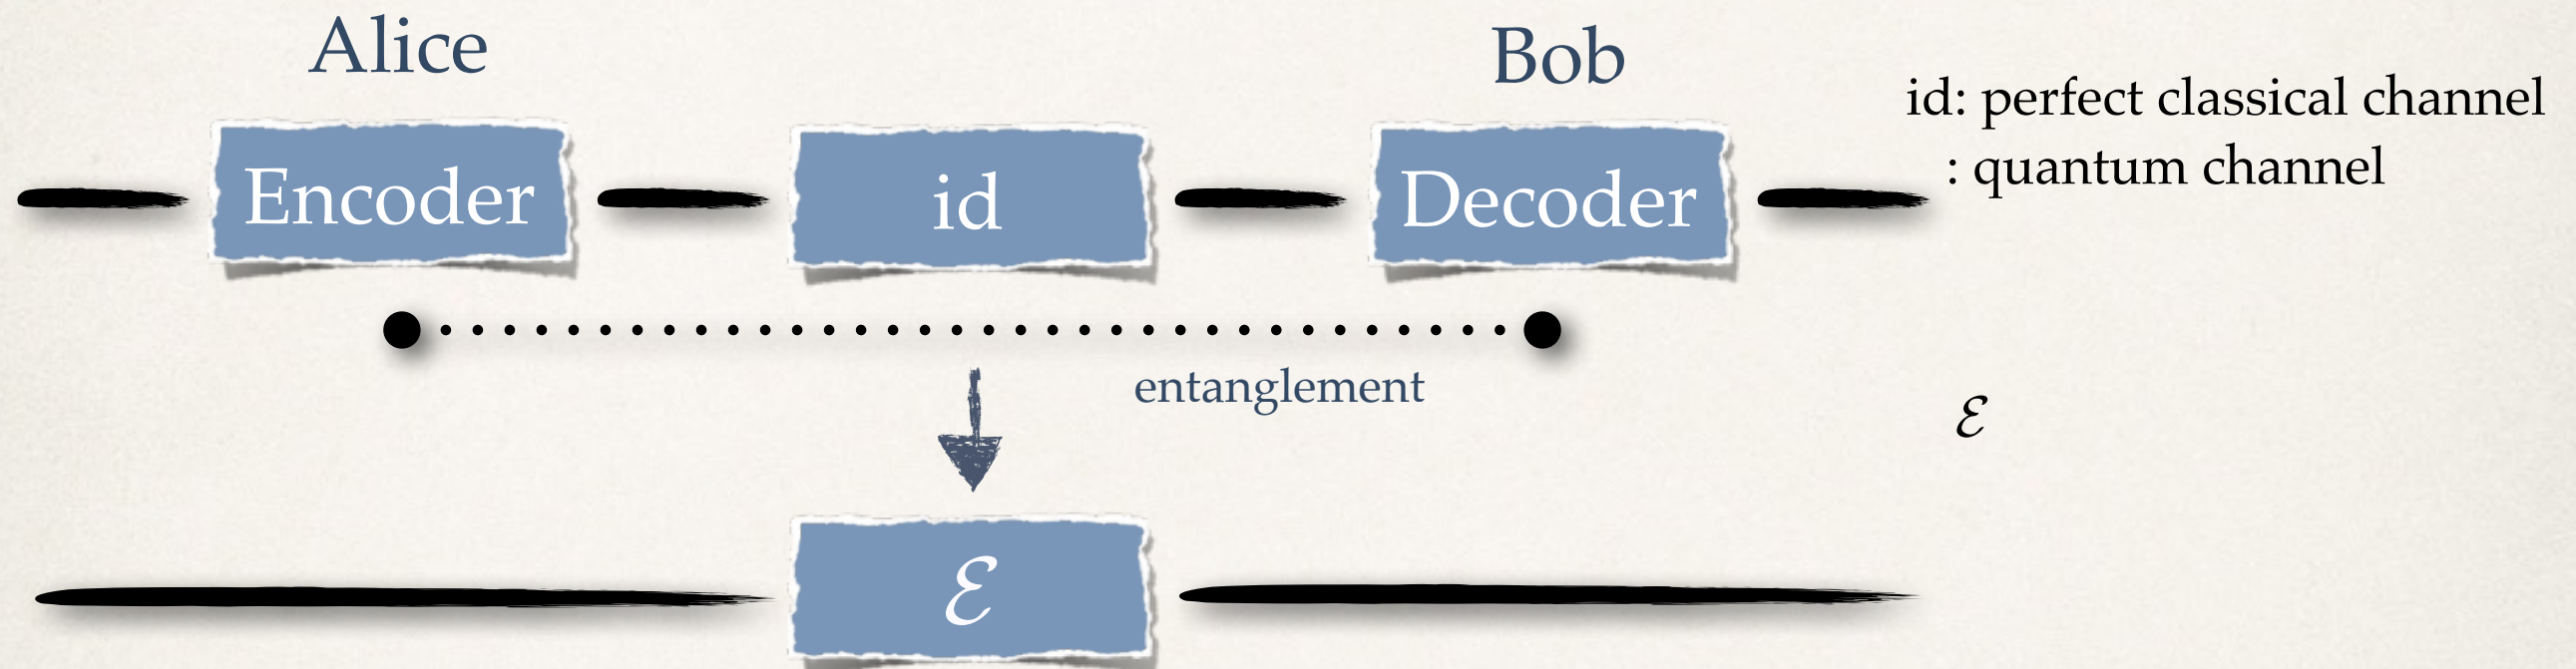 Alice
Bob
id: perfect classical channel
: quantum channel
Encoder
id
Decoder
entanglement
ℰ
ℰ